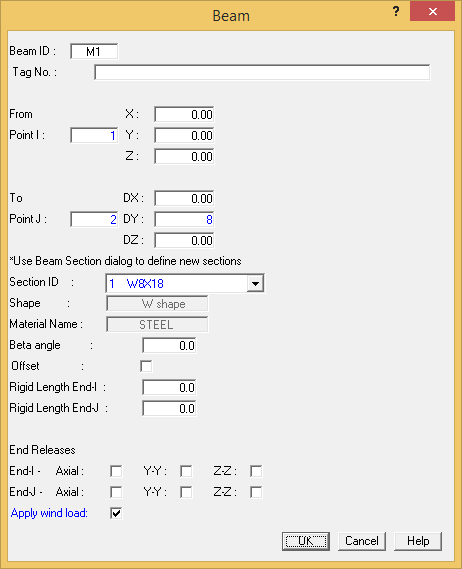 Beam ? ×
Beam ID : M1
Tag No. :
From X : 0.00
Point I : 1 Y : 0.00
Z : 0.00
To DX : 0.00
Point J : 2 DY : 8
DZ : 0.00
*Use Beam Section dialog to define new sections
Section ID : 1 W8X18
Shape : W shape
Material Name : STEEL
Beta angle : 0.0
Offset :
Rigid Length End-I : 0.0
Rigid Length End-J : 0.0
End Releases
End-I - Axial : Y-Y : Z-Z :
End-J - Axial : Y-Y : Z-Z :
Apply wind load:
OK Cancel Help